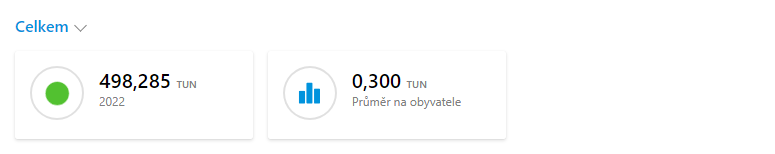 Celkem
498,285 TUN
2022
0,300 TUN
Průměr na obyvatele